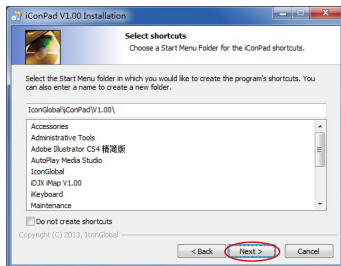 iConPad V1.00 Installation
Select shortcuts
Choose a Start Menu Folder for the iConPad shortcuts.
Select the Start Menu folder in which you would like to create the program's shortcuts. You
can also enter a name to create a new folder.
IconGlobal\iConPad\V1.00\
Accessories
Administrative Tools
Adobe Illustrator CS4 精简版
AutoPlay Media Studio
IconGlobal
iDJX iMap V1.00
iKeyboard
Maintenance
Do not create shortcuts
Copyright (C) 2013, IconGlobal
< Back
Next >
Cancel